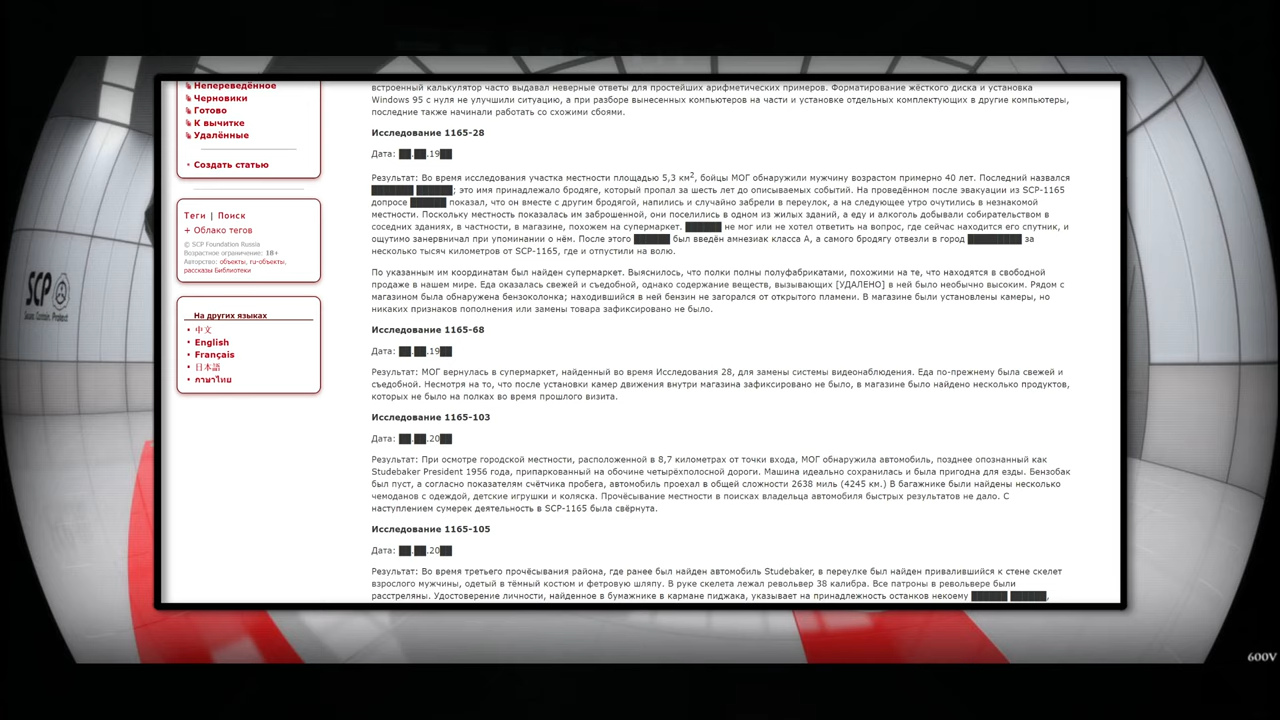 Непереведённое
Черновики
Готово
К вычитке
Удалённые
Создать статью
Теги | Поиск
+ Облако тегов
© SCP Foundation Russia
Возрастное ограничение: 18+
Авторство: объекты, ru-объекты,
рассказы Библиотеки
На других языках
中文
English
Français
日本語
ภาษาไทย
встроенный калькулятор часто выдавал неверные ответы для простейших арифметических примеров. Форматирование жёсткого диска и установка
Windows 95 с нуля не улучшили ситуацию, а при разборе вынесенных компьютеров на части и установке отдельных комплектующих в другие компьютеры,
последние также начинали работать со схожими сбоями.
Исследование 1165-28
Дата: ██.██.19██
Результат: Во время исследования участка местности площадью 5,3 км², бойцы МОГ обнаружили мужчину возрастом примерно 40 лет. Последний назвался
███████ ██████; это имя принадлежало бродяге, который пропал за шесть лет до описываемых событий. На проведённом после эвакуации из SCP-1165
допросе ██████ показал, что он вместе с другим бродягой, напились и случайно забрели в переулок, а на следующее утро очутились в незнакомой
местности. Поскольку местность показалась им заброшенной, они поселились в одном из жилых зданий, а еду и алкоголь добывали собирательством в
соседних зданиях, в частности, в магазине, похожем на супермаркет. ██████ не мог или не хотел ответить на вопрос, где сейчас находится его спутник, и
ощутимо занервничал при упоминании о нём. После этого ██████ был введён амнезиак класса А, а самого бродягу отвезли в город █████████ за
несколько тысяч километров от SCP-1165, где и отпустили на волю.
По указанным им координатам был найден супермаркет. Выяснилось, что полки полны полуфабрикатами, похожими на те, что находятся в свободной
продаже в нашем мире. Еда оказалась свежей и съедобной, однако содержание веществ, вызывающих [УДАЛЕНО] в ней было необычно высоким. Рядом с
магазином была обнаружена бензоколонка; находившийся в ней бензин не загорался от открытого пламени. В магазине были установлены камеры, но
никаких признаков пополнения или замены товара зафиксировано не было.
Исследование 1165-68
Дата: ██.██.19██
Результат: МОГ вернулась в супермаркет, найденный во время Исследования 28, для замены системы видеонаблюдения. Еда по-прежнему была свежей и
съедобной. Несмотря на то, что после установки камер движения внутри магазина зафиксировано не было, в магазине было найдено несколько продуктов,
которых не было на полках во время прошлого визита.
Исследование 1165-103
Дата: ██.██.20██
Результат: При осмотре городской местности, расположенной в 8,7 километрах от точки входа, МОГ обнаружила автомобиль, позднее опознанный как
Studebaker President 1956 года, припаркованный на обочине четырёхполосной дороги. Машина идеально сохранилась и была пригодна для езды. Бензобак
был пуст, а согласно показателям счётчика пробега, автомобиль проехал в общей сложности 2638 миль (4245 км.) В багажнике были найдены несколько
чемоданов с одеждой, детские игрушки и коляска. Прочёсывание местности в поисках владельца автомобиля быстрых результатов не дало. С
наступлением сумерек деятельность в SCP-1165 была свёрнута.
Исследование 1165-105
Дата: ██.██.20██
Результат: Во время третьего прочёсывания района, где ранее был найден автомобиль Studebaker, в переулке был найден привалившийся к стене скелет
взрослого мужчины, одетый в тёмный костюм и фетровую шляпу. В руке скелета лежал револьвер 38 калибра. Все патроны в револьвере были
расстреляны. Удостоверение личности, найденное в бумажнике в кармане пиджака, указывает на принадлежность останков некоему ██████ ██████,
SCP
Secure. Contain. Protect
600V